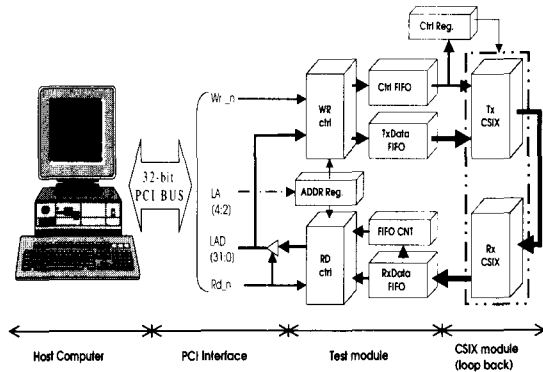 Ctrl Reg.
Wr_n
WR
ctrl
Ctrl FIFO
TxData
FIFO
Tx
CSIX
32-bit
PCI BUS
LA
(4:2)
ADDR Reg.
LAD
(31:0)
RD
ctrl
FIFO CNT
RxData
FIFO
Rx
CSIX
Rd_n
Host Computer
PCI Interface
Test module
CSIX module
(loop back)